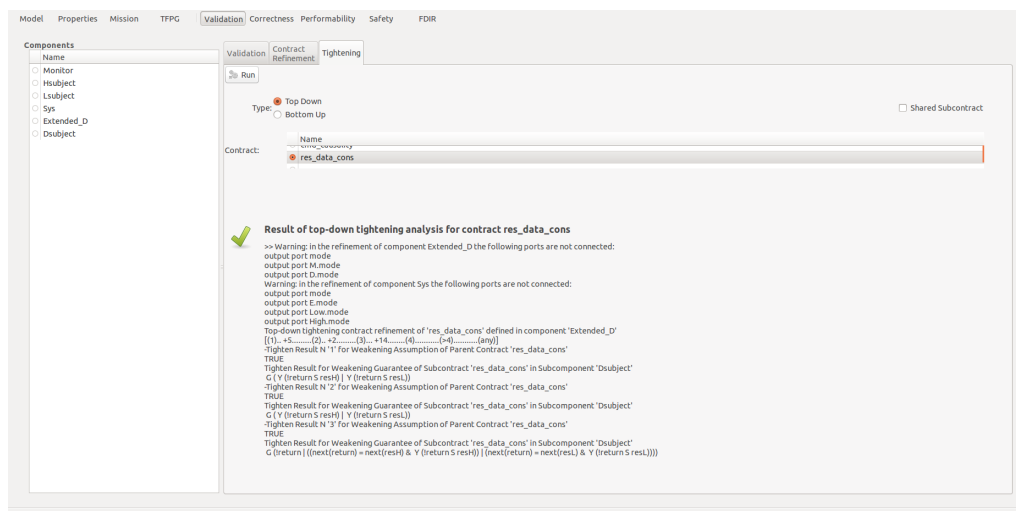 Model Properties Mission TFPG Validation Correctness Performability Safety FDIR
Components
Name
Monitor
Hsubject
Lsubject
Sys
Extended_D
Dsubject
Validation
Contract
Refinement
Tightening
Run
Type:
Top Down
Bottom Up
Shared Subcontract
Contract:
Name
cmd_causality
res_data_cons
Result of top-down tightening analysis for contract res_data_cons
>> Warning: in the refinement of component Extended_D the following ports are not connected:
output port mode
output port M.mode
output port D.mode
Warning: in the refinement of component Sys the following ports are not connected:
output port mode
output port E.mode
output port Low.mode
output port High.mode
Top-down tightening contract refinement of 'res_data_cons' defined in component 'Extended_D'
[(1).. +5.........(2).. +2.........(3)... +14.......(4)...........(>4)...........(any)]
-Tighten Result N '1' for Weakening Assumption of Parent Contract 'res_data_cons'
TRUE
Tighten Result for Weakening Guarantee of Subcontract 'res_data_cons' in Subcomponent 'Dsubject'
G ( Y (!return S resH) | Y (!return S resL))
-Tighten Result N '2' for Weakening Assumption of Parent Contract 'res_data_cons'
TRUE
Tighten Result for Weakening Guarantee of Subcontract 'res_data_cons' in Subcomponent 'Dsubject'
G ( Y (!return S resH) | Y (!return S resL))
-Tighten Result N '3' for Weakening Assumption of Parent Contract 'res_data_cons'
TRUE
Tighten Result for Weakening Guarantee of Subcontract 'res_data_cons' in Subcomponent 'Dsubject'
G (!return | ((next(return) = next(resH) & Y (!return S resH)) | (next(return) = next(resL) & Y (!return S resL))))